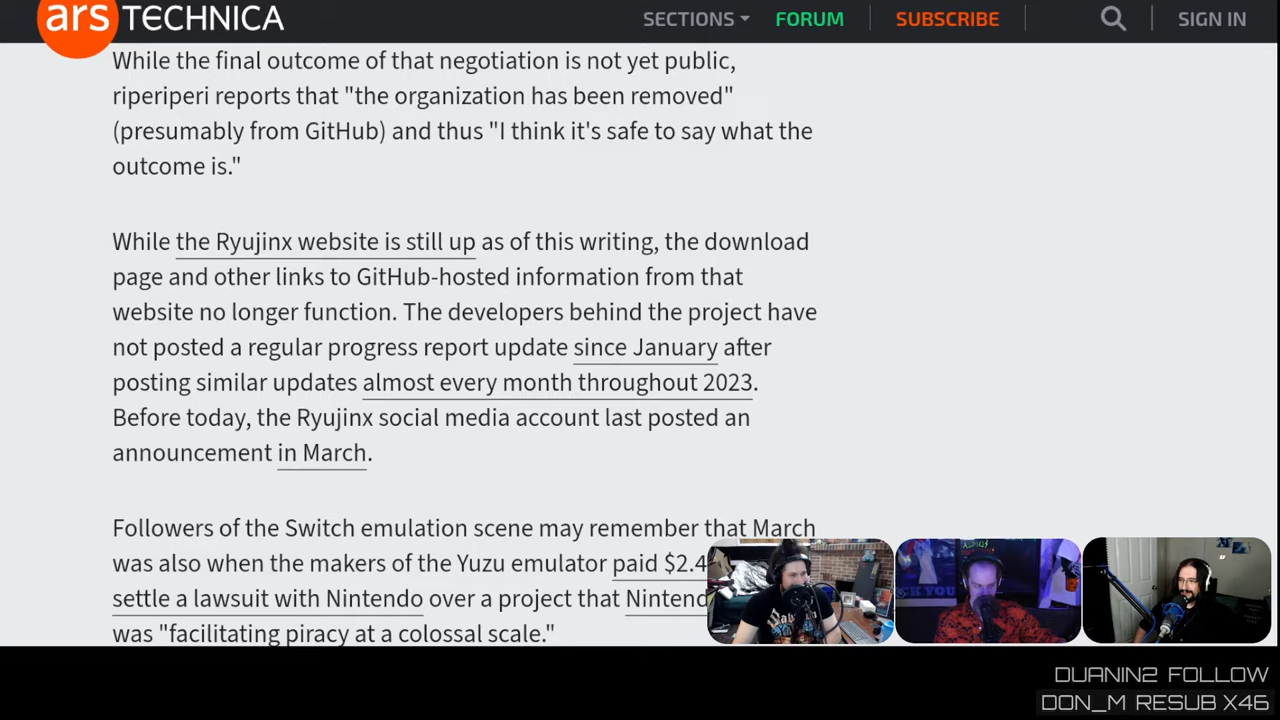 ars TECHNICA
SECTIONS
FORUM
SUBSCRIBE
SIGN IN
While the final outcome of that negotiation is not yet public,
riperiperi reports that "the organization has been removed"
(presumably from GitHub) and thus "I think it's safe to say what the
outcome is."
While the Ryujinx website is still up as of this writing, the download
page and other links to GitHub-hosted information from that
website no longer function. The developers behind the project have
not posted a regular progress report update since January after
posting similar updates almost every month throughout 2023.
Before today, the Ryujinx social media account last posted an
announcement in March.
Followers of the Switch emulation scene may remember that March
was also when the makers of the Yuzu emulator paid $2.4
settle a lawsuit with Nintendo over a project that Nintend
was "facilitating piracy at a colossal scale."
DUANIN2 FOLLOW
DON_M RESUB X46